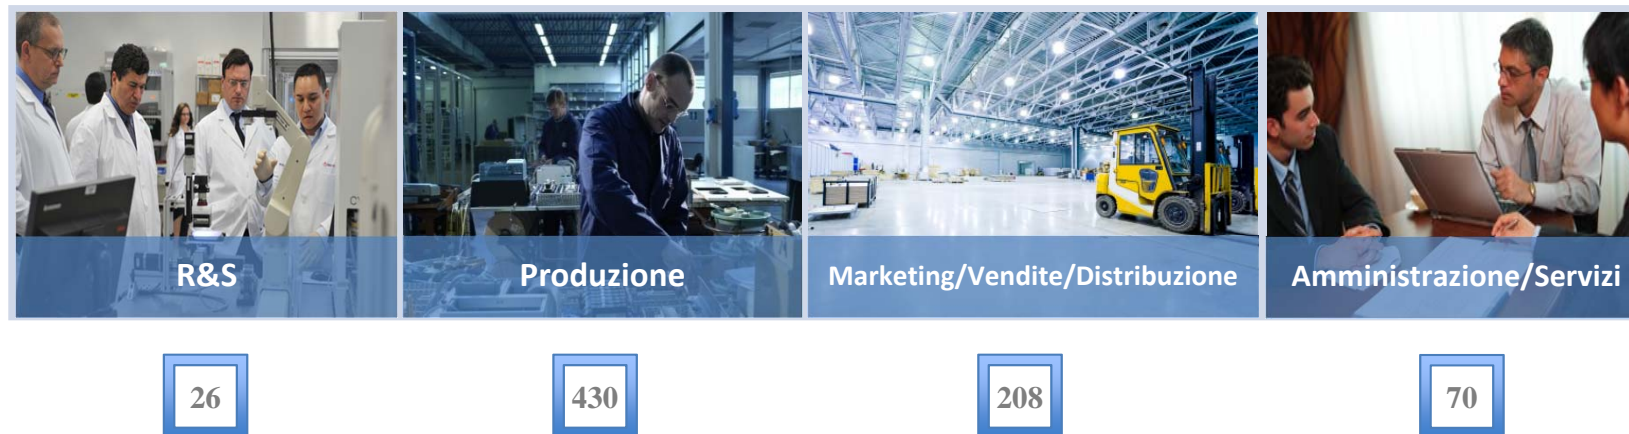 R&S
Produzione
Marketing/Vendite/Distribuzione
Amministrazione/Servizi
26
430
208
70